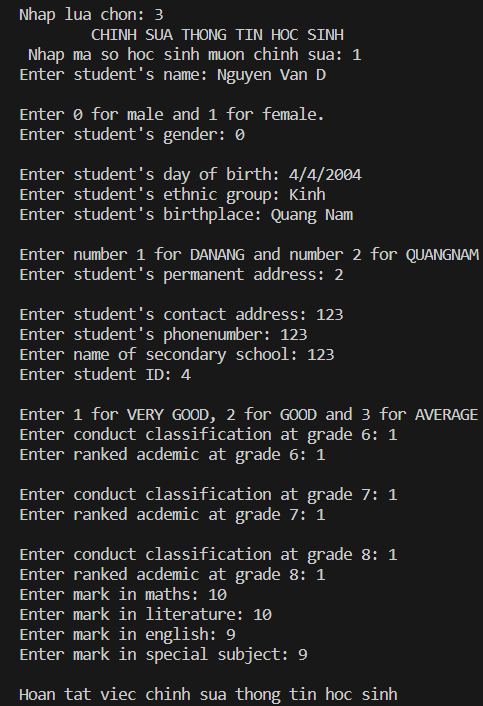 Nhap lua chon: 3
CHINH SUA THONG TIN HOC SINH
Nhap ma so hoc sinh muon chinh sua: 1
Enter student's name: Nguyen Van D
Enter 0 for male and 1 for female.
Enter student's gender: 0
Enter student's day of birth: 4/4/2004
Enter student's ethnic group: Kinh
Enter student's birthplace: Quang Nam
Enter number 1 for DANANG and number 2 for QUANGNAM
Enter student's permanent address: 2
Enter student's contact address: 123
Enter student's phonenumber: 123
Enter name of secondary school: 123
Enter student ID: 4
Enter 1 for VERY GOOD, 2 for GOOD and 3 for AVERAGE
Enter conduct classification at grade 6: 1
Enter ranked acdemic at grade 6: 1
Enter conduct classification at grade 7: 1
Enter ranked acdemic at grade 7: 1
Enter conduct classification at grade 8: 1
Enter ranked acdemic at grade 8: 1
Enter mark in maths: 10
Enter mark in literature: 10
Enter mark in english: 9
Enter mark in special subject: 9
Hoan tat viec chinh sua thong tin hoc sinh